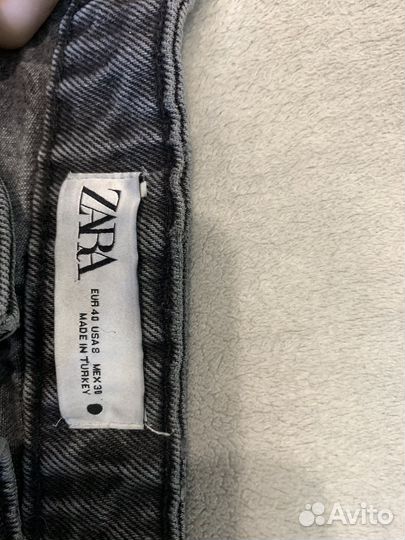 ZARA
EUR 40 USA 8 MEX 30
MADE IN TURKEY
Avito